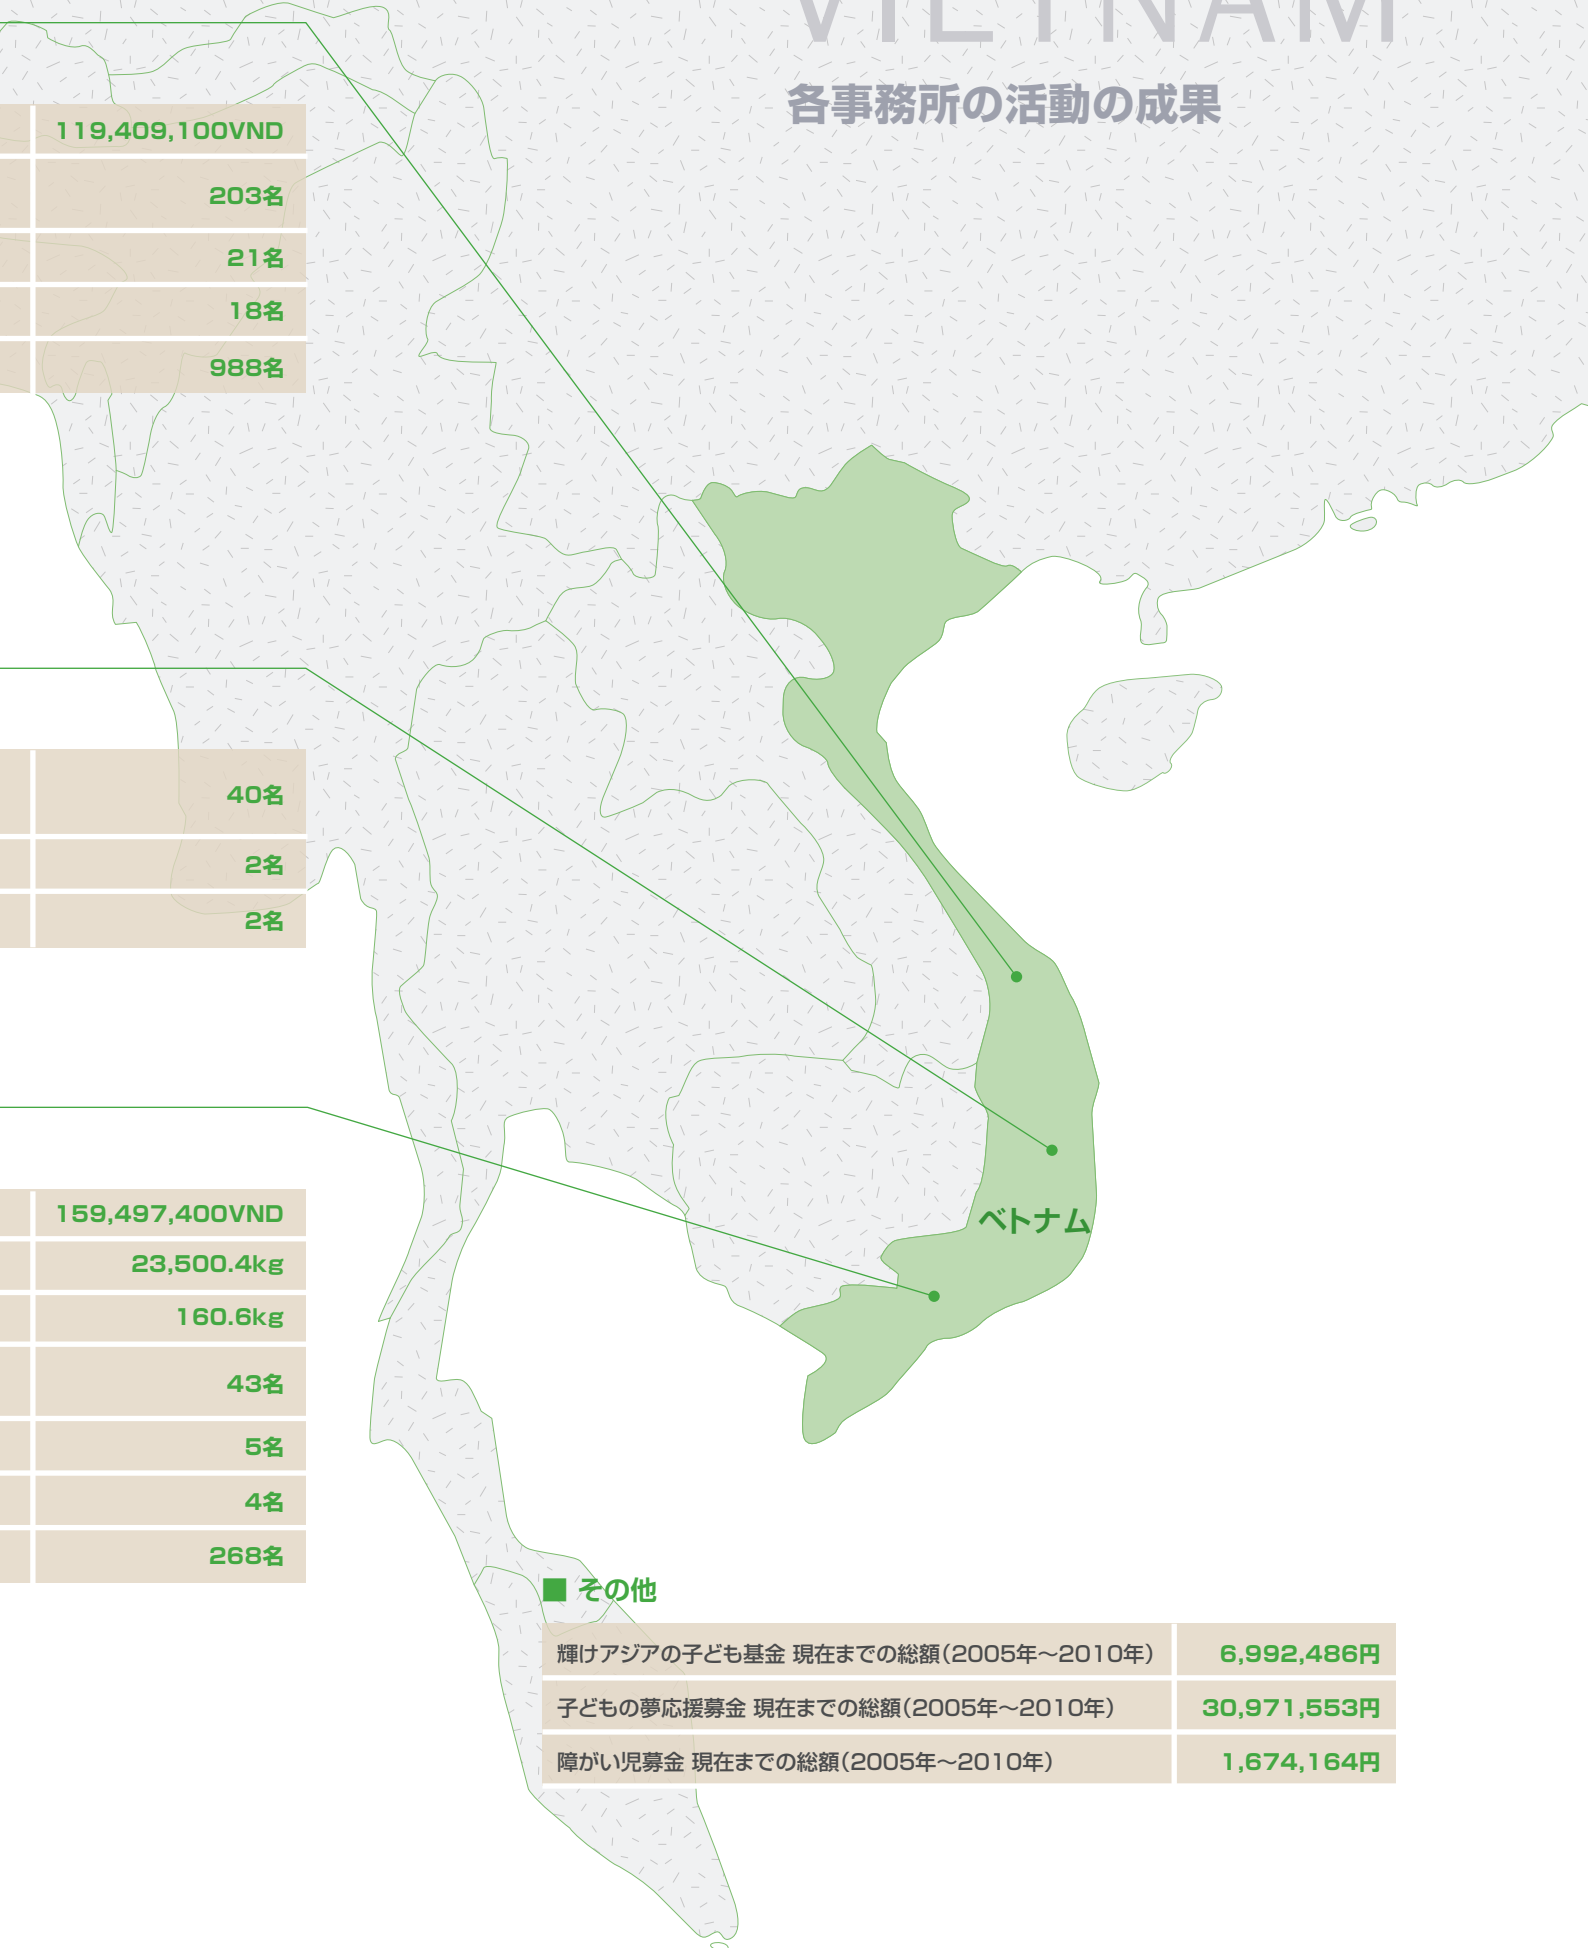 VIETNAM
各事務所の活動の成果
119,409,100VND
203名
21名
18名
988名
40名
2名
2名
159,497,400VND
23,500.4kg
160.6kg
43名
5名
4名
268名
ベトナム
■ その他
輝けアジアの子ども基金 現在までの総額(2005年～2010年) 6,992,486円
子どもの夢応援募金 現在までの総額(2005年～2010年) 30,971,553円
障がい児募金 現在までの総額(2005年～2010年) 1,674,164円